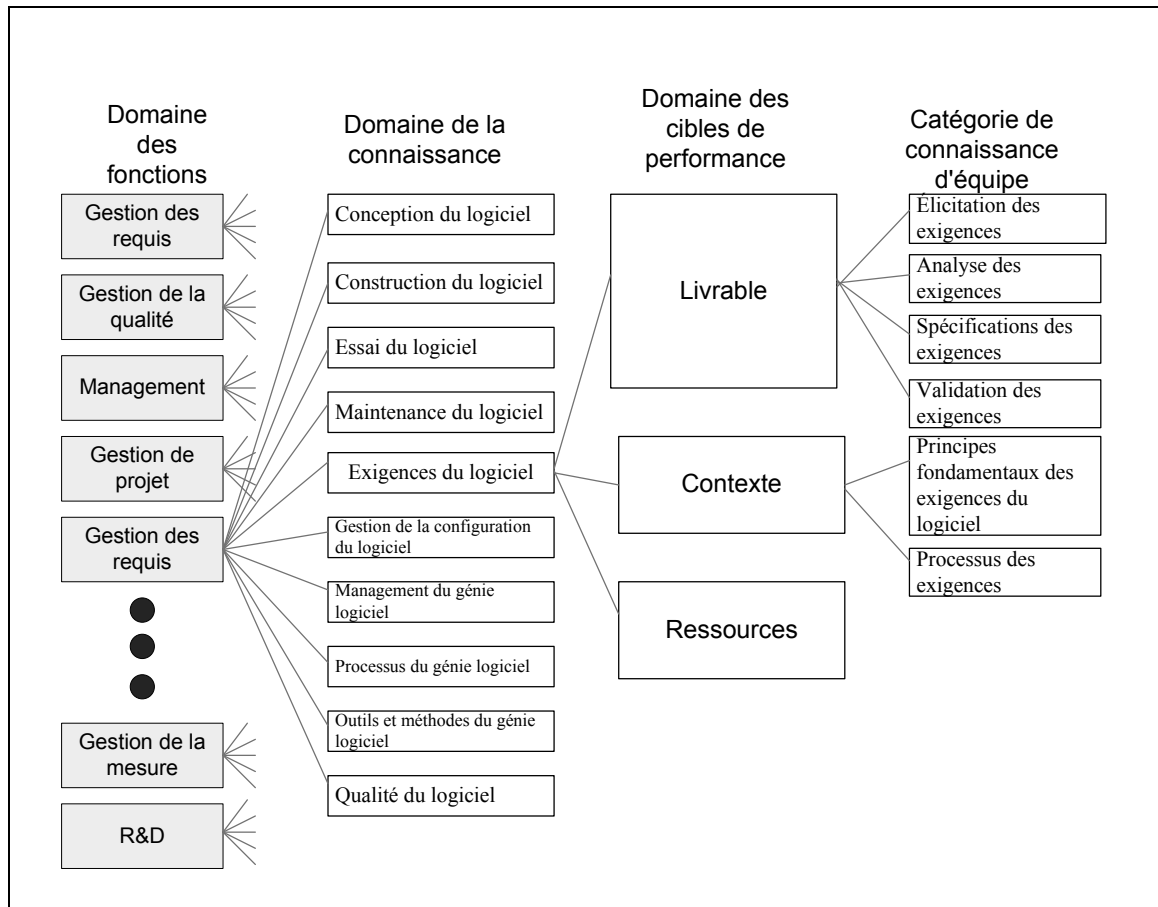 Domaine
des
fonctions
Gestion des
requis
Gestion de la
qualité
Management
Gestion de
projet
Gestion des
requis
Gestion de la
mesure
R&D
Domaine de la
connaissance
Conception du logiciel
Construction du logiciel
Essai du logiciel
Maintenance du logiciel
Exigences du logiciel
Gestion de la configuration
du logiciel
Management du génie
logiciel
Processus du génie logiciel
Outils et méthodes du génie
logiciel
Qualité du logiciel
Domaine des
cibles de
performance
Livrable
Contexte
Ressources
Catégorie de
connaissance
d'équipe
Élicitation des
exigences
Analyse des
exigences
Spécifications des
exigences
Validation des
exigences
Principes
fondamentaux des
exigences du
logiciel
Processus des
exigences